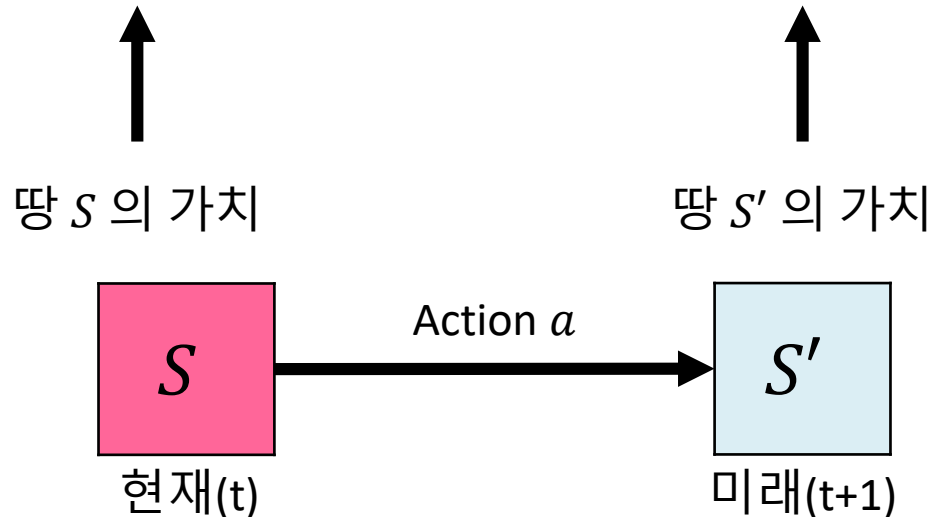 땅 S 의 가치
땅 S′ 의 가치
Action a
S
S′
현재(t)
미래(t+1)